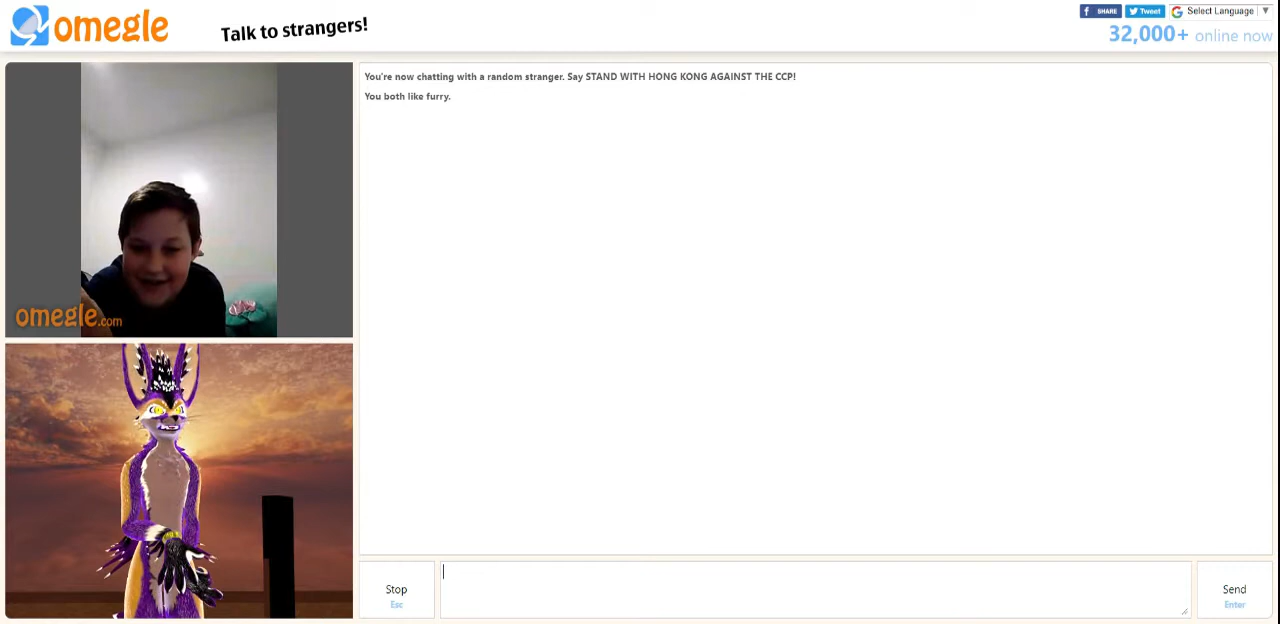 omegle
Talk to strangers!
SHARE
Tweet
Select Language
32,000+ online now
You're now chatting with a random stranger. Say STAND WITH HONG KONG AGAINST THE CCP!
You both like furry.
omegle.com
Stop
Esc
Send
Enter